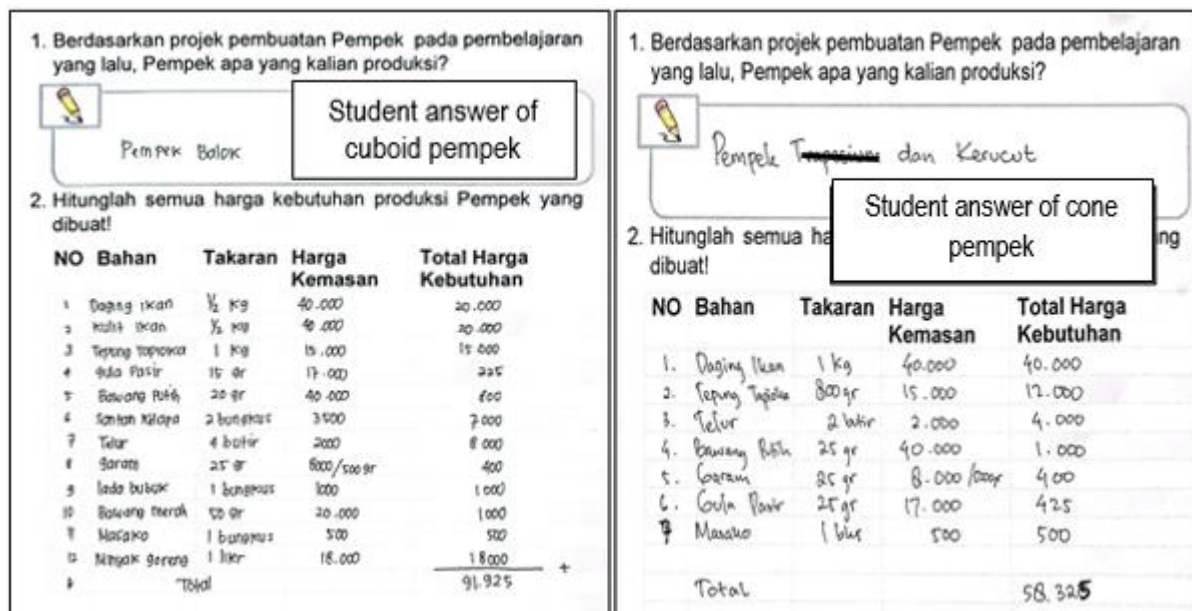 1. Berdasarkan projek pembuatan Pempek pada pembelajaran
yang lalu, Pempek apa yang kalian produksi?
Pempek Balok
Student answer of
cuboid pempek
2. Hitunglah semua harga kebutuhan produksi Pempek yang
dibuat!
NO Bahan Takaran Harga Kemasan Total Harga Kebutuhan
1 Daging ikan ½ kg 40.000 20.000
2 Kulit ikan ½ kg 40.000 20.000
3 Tepung tapioka 1 kg 15.000 15.000
4 Gula Pasir 15 gr 17.000 225
5 Bawang Putih 20 gr 40.000 800
6 Santan Kelapa 2 bungkus 3500 7000
7 Telur 4 butir 2000 8000
8 garam 25 gr 8000/500 gr 400
9 lada bubuk 1 bungkus 1000 1000
10 Bawang merah 50 gr 20.000 1000
11 Masako 1 bungkus 500 500
12 Minyak goreng 1 liter 18.000 18000 +
Total 91.925
1. Berdasarkan projek pembuatan Pempek pada pembelajaran
yang lalu, Pempek apa yang kalian produksi?
Pempek dan Kerucut
Student answer of cone
pempek
2. Hitunglah semua ha ng
dibuat!
NO Bahan Takaran Harga Kemasan Total Harga Kebutuhan
1. Daging Ikan 1 kg 40.000 40.000
2. Tepung Tapioka 800 gr 15.000 12.000
3. Telur 2 butir 2.000 4.000
4. Bawang Putih 25 gr 40.000 1.000
5. Garam 25 gr 8.000 400
6. Gula Pasir 25 gr 17.000 425
7 Masako 1 bks 500 500
Total 58.325